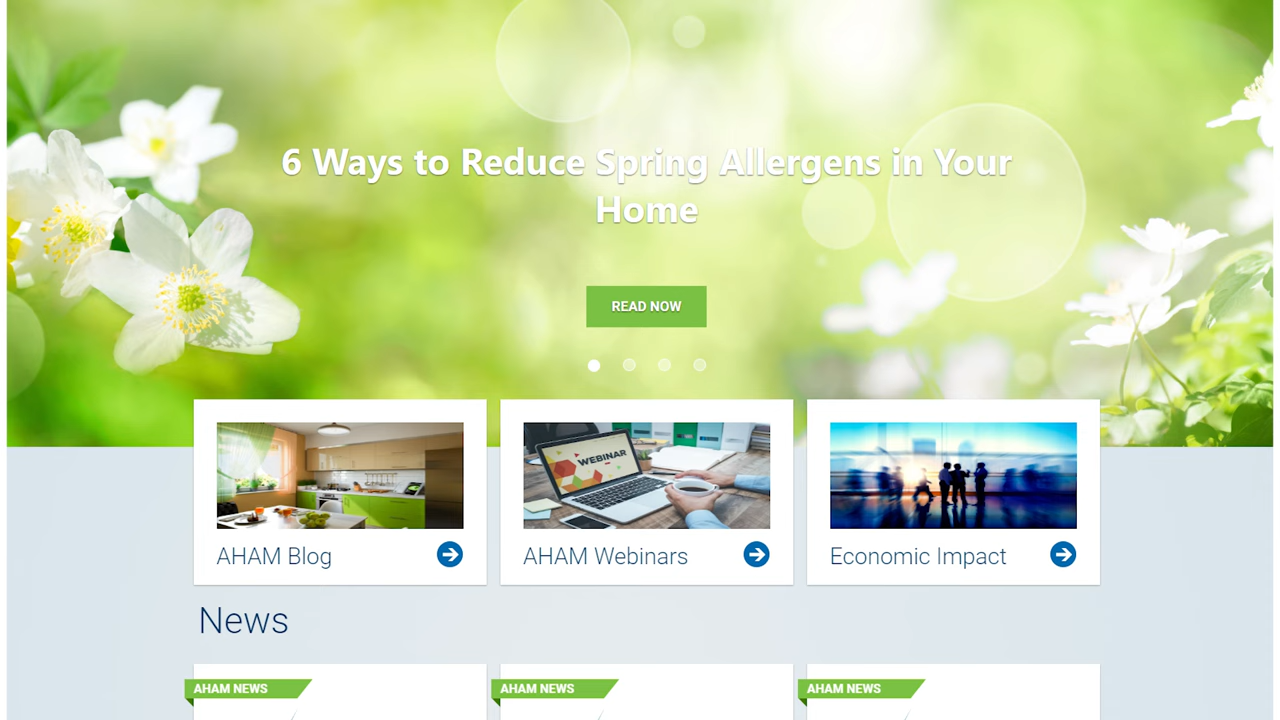 6 Ways to Reduce Spring Allergens in Your
Home
READ NOW
WEBINAR
AHAM Blog
AHAM Webinars
Economic Impact
News
AHAM NEWS
AHAM NEWS
AHAM NEWS